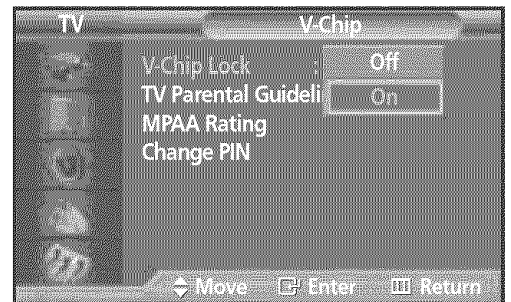 TV V-Chip
V-Chip Lock : Off
TV Parental Guideli On
MPAA Rating
Change PIN
Move Enter Return